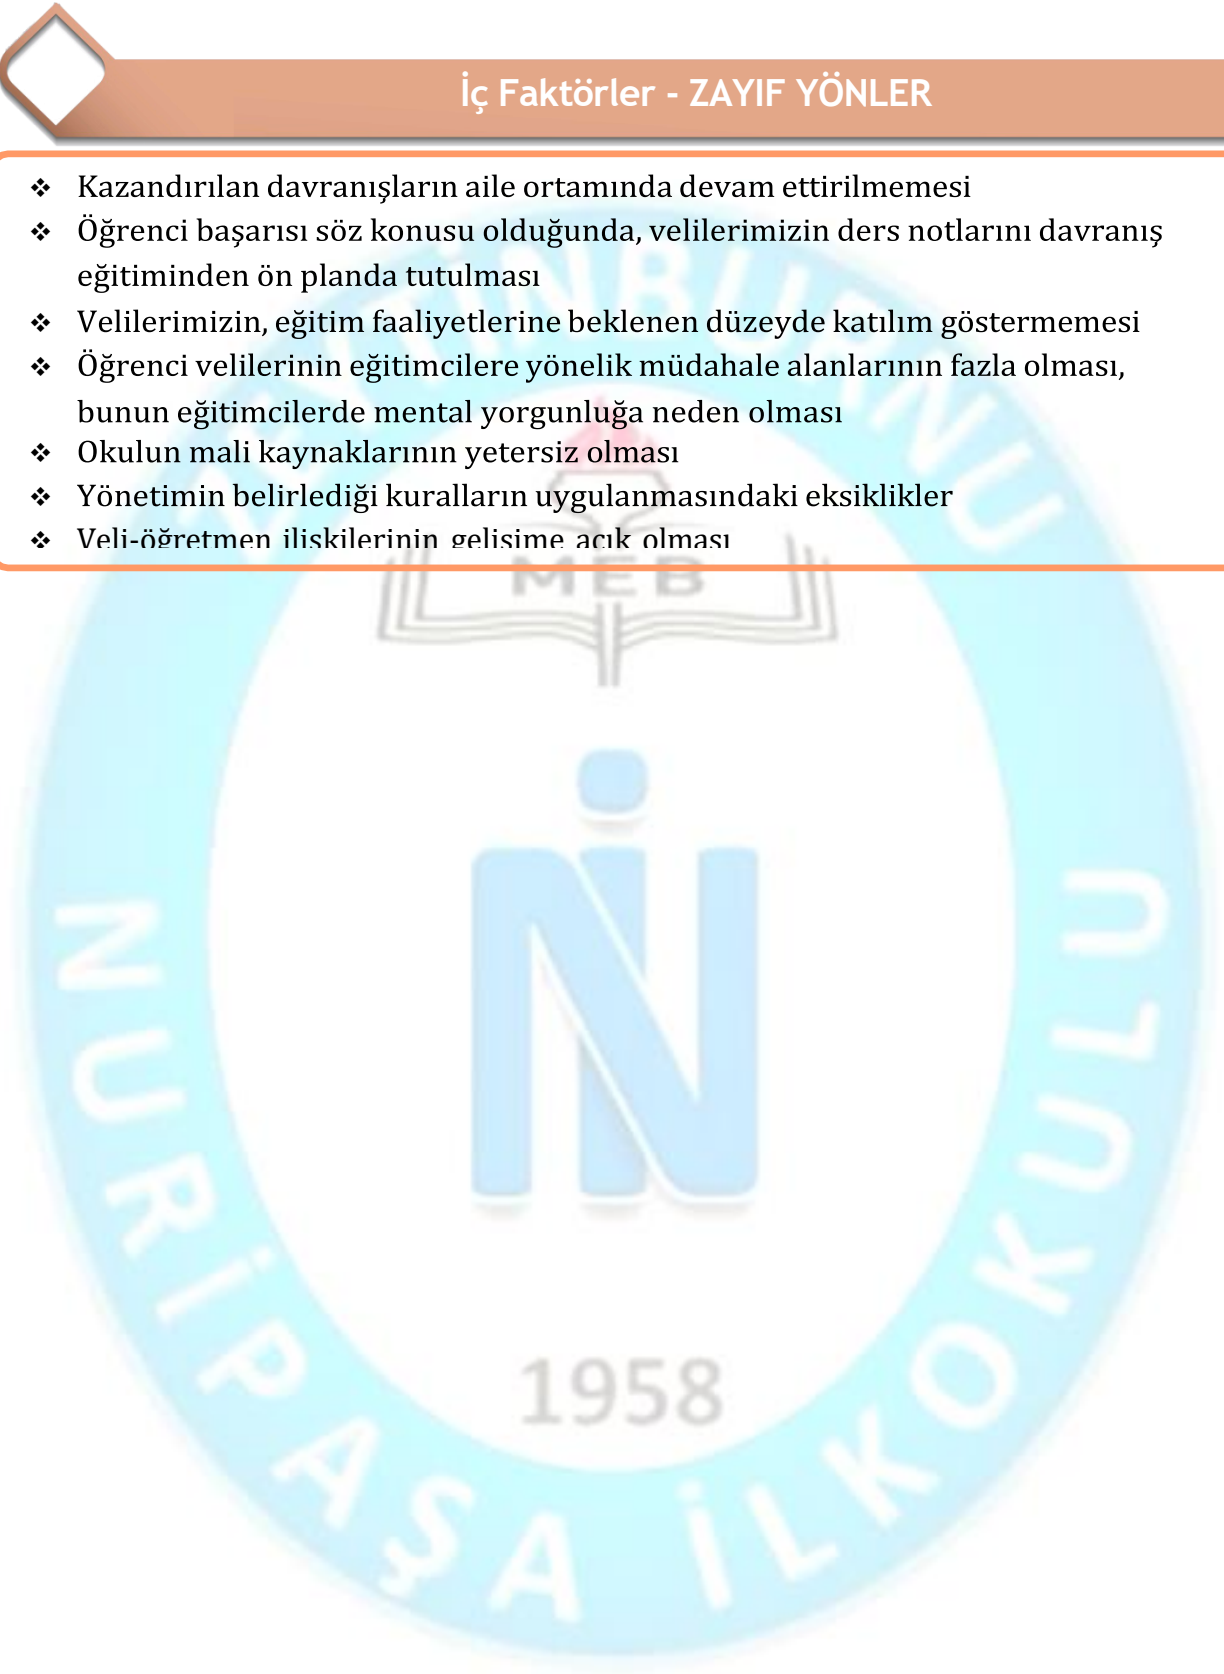 İç Faktörler - ZAYIF YÖNLER
❖ Kazandırılan davranışların aile ortamında devam ettirilmemesi
❖ Öğrenci başarısı söz konusu olduğunda, velilerimizin ders notlarını davranış
eğitiminden ön planda tutulması
❖ Velilerimizin, eğitim faaliyetlerine beklenen düzeyde katılım göstermemesi
❖ Öğrenci velilerinin eğitimcilere yönelik müdahale alanlarının fazla olması,
bunun eğitimcilerde mental yorgunluğa neden olması
❖ Okulun mali kaynaklarının yetersiz olması
❖ Yönetimin belirlediği kuralların uygulanmasındaki eksiklikler
❖ Veli-öğretmen ilişkilerinin gelişime açık olması
ZEYTİNBURNU
MEB
İN
1958
NURİPAŞA İLKOKULU